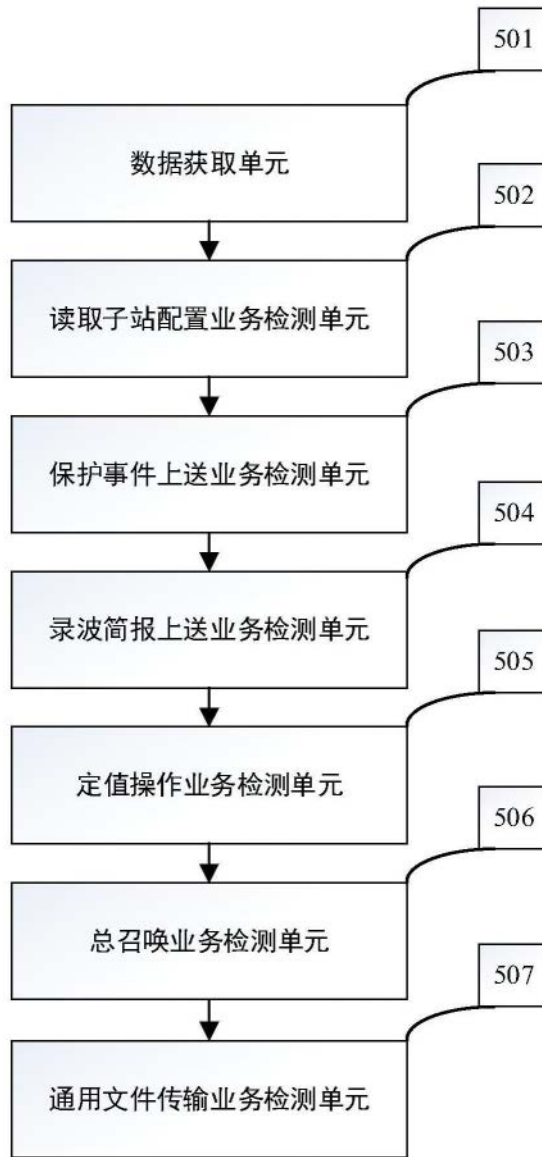 501
数据获取单元
502
读取子站配置业务检测单元
503
保护事件上送业务检测单元
504
录波简报上送业务检测单元
505
定值操作业务检测单元
506
总召唤业务检测单元
507
通用文件传输业务检测单元